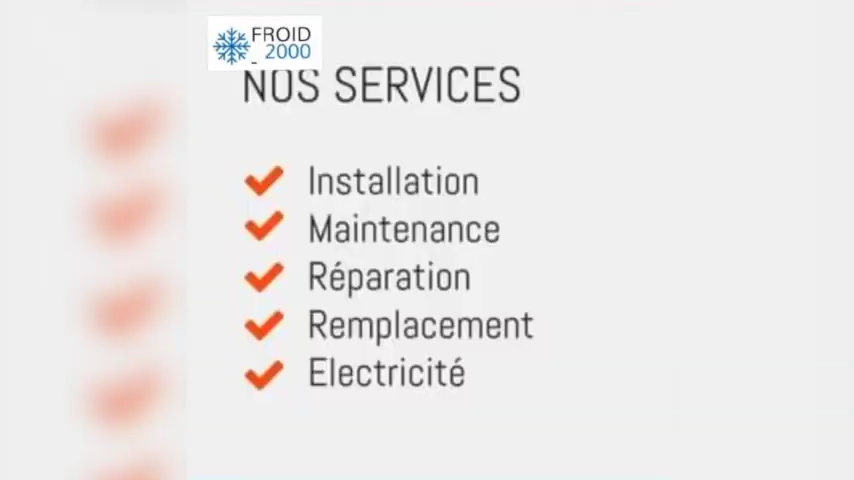 FROID
2000
NOS SERVICES
Installation
Maintenance
Réparation
Remplacement
Electricité